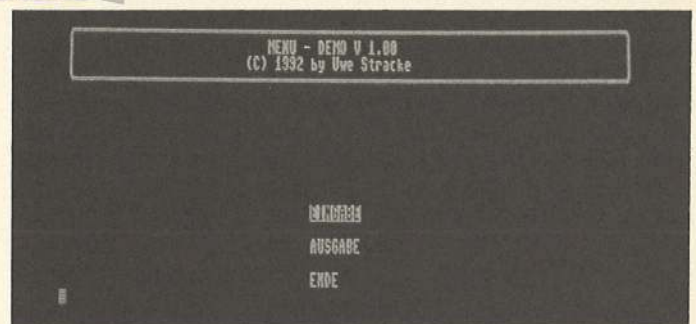 MENU - DEMO V 1.00
(C) 1992 by Uwe Stracke
EINGABE
AUSGABE
ENDE